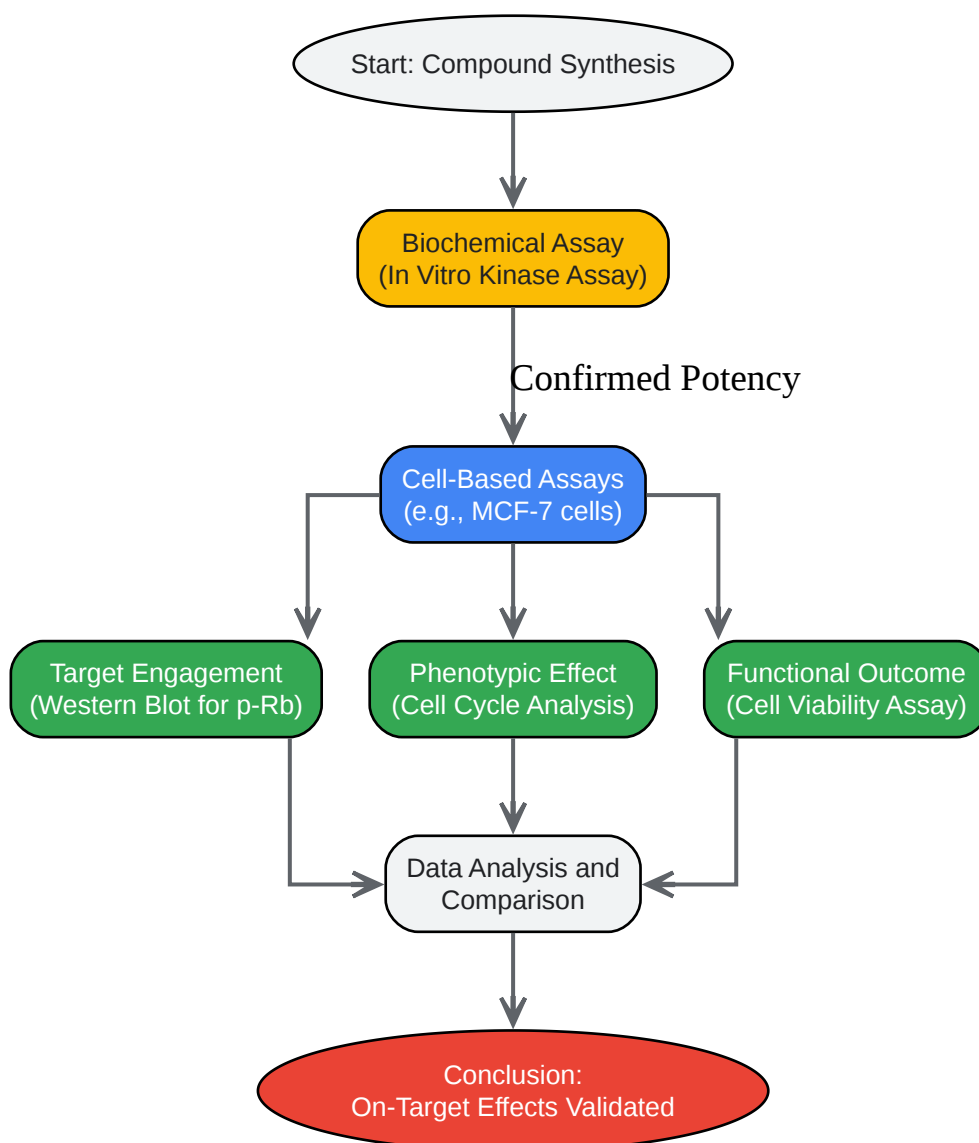 Start: Compound Synthesis
Biochemical Assay
(In Vitro Kinase Assay)
Confirmed Potency
Cell-Based Assays
(e.g., MCF-7 cells)
Target Engagement
(Western Blot for p-Rb)
Phenotypic Effect
(Cell Cycle Analysis)
Functional Outcome
(Cell Viability Assay)
Data Analysis and
Comparison
Conclusion:
On-Target Effects Validated